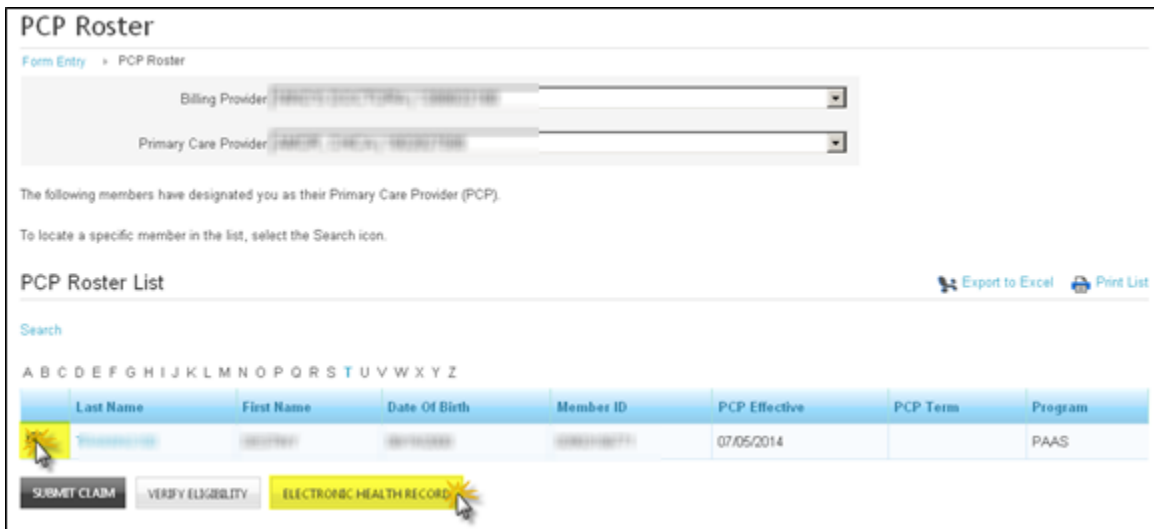 PCP Roster
Form Entry › PCP Roster
Billing Provider
Primary Care Provider
The following members have designated you as their Primary Care Provider (PCP).
To locate a specific member in the list, select the Search icon.
PCP Roster List Export to Excel Print List
Search
A B C D E F G H I J K L M N O P Q R S T U V W X Y Z
Last Name First Name Date Of Birth Member ID PCP Effective PCP Term Program
07/05/2014 PAAS
SUBMIT CLAIM VERIFY ELIGIBILITY ELECTRONIC HEALTH RECORD